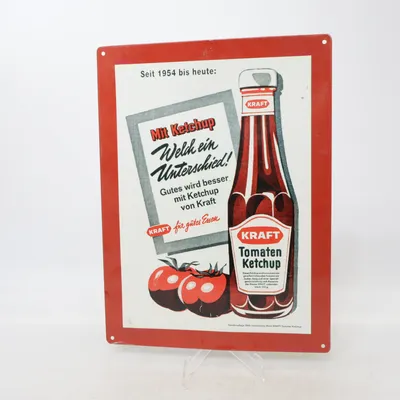 Seit 1954 bis heute:
Mit Ketchup
Welch ein
Unterschied!
Gutes wird besser
mit Ketchup
von Kraft
KRAFT für gutes Essen
KRAFT
KRAFT
Tomaten
Ketchup